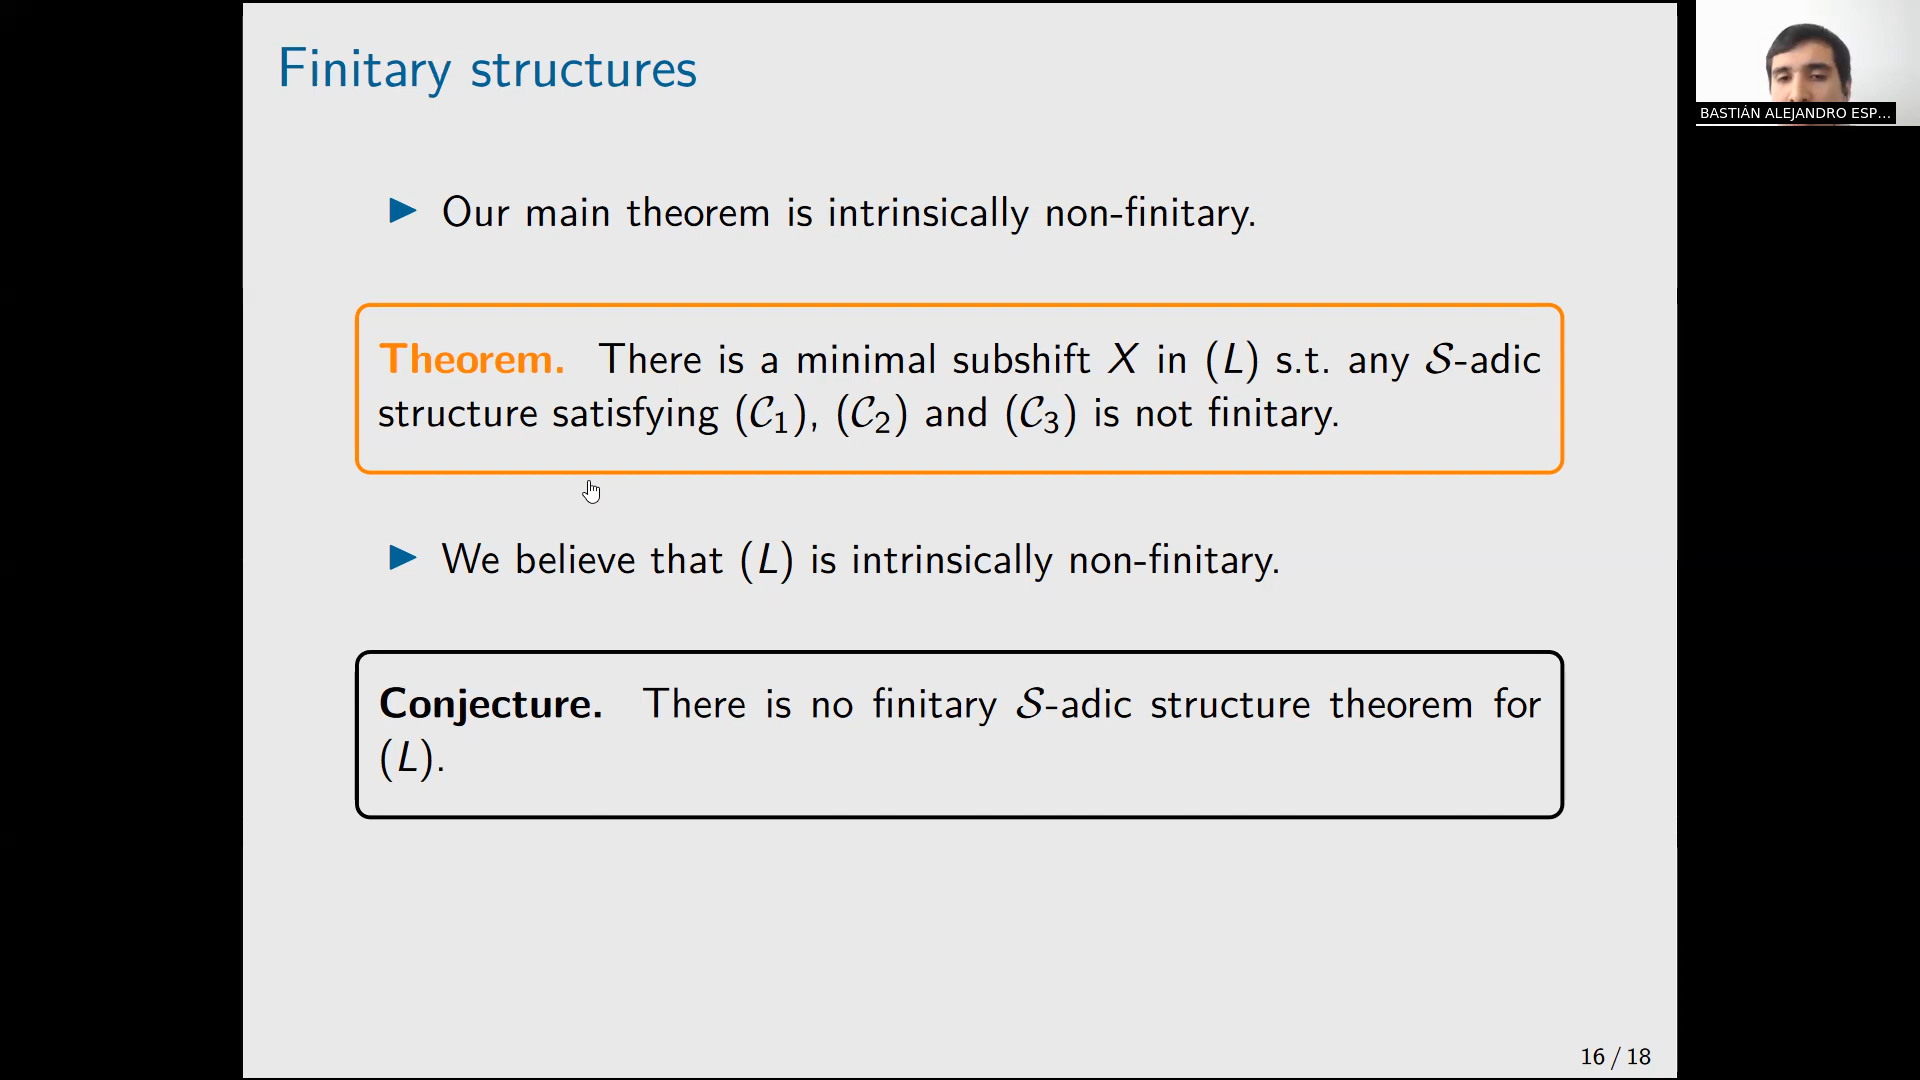 Finitary structures
BASTIÁN ALEJANDRO ESP...
▶ Our main theorem is intrinsically non-finitary.
Theorem. There is a minimal subshift X in (L) s.t. any 𝒮-adic
structure satisfying (𝒞₁), (𝒞₂) and (𝒞₃) is not finitary.
▶ We believe that (L) is intrinsically non-finitary.
Conjecture. There is no finitary 𝒮-adic structure theorem for
(L).
16 / 18